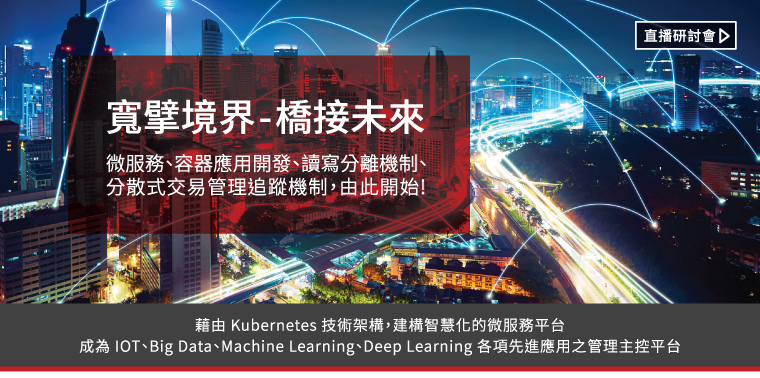 直播研討會
寬擘境界-橋接未來
微服務、容器應用開發、讀寫分離機制、
分散式交易管理追蹤機制，由此開始!
藉由 Kubernetes 技術架構，建構智慧化的微服務平台
成為 IOT、Big Data、Machine Learning、Deep Learning 各項先進應用之管理主控平台